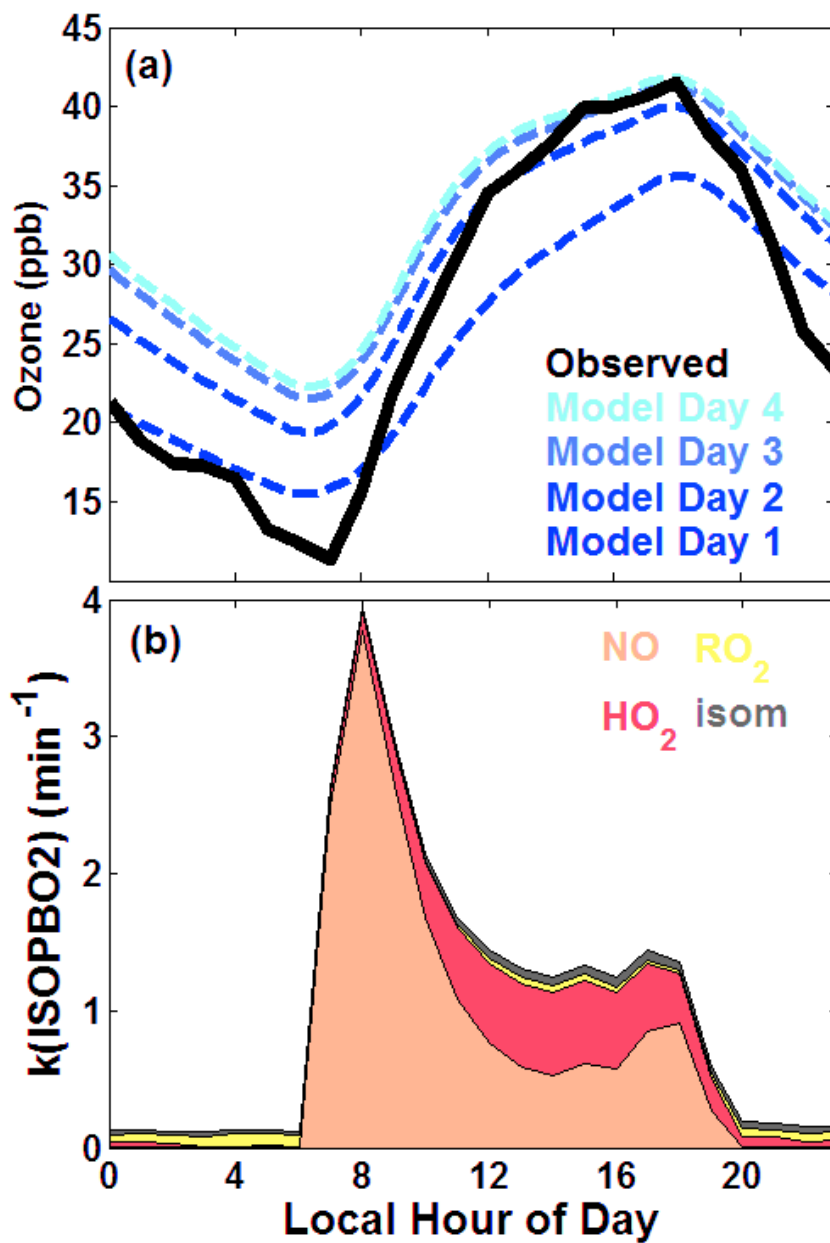 (a)
45
40
35
30
25
20
15
Ozone (ppb)
Observed
Model Day 4
Model Day 3
Model Day 2
Model Day 1
(b)
4
3
2
1
0
k(ISOPBO2) (min -1)
NO RO2
HO2 isom
0 4 8 12 16 20
Local Hour of Day